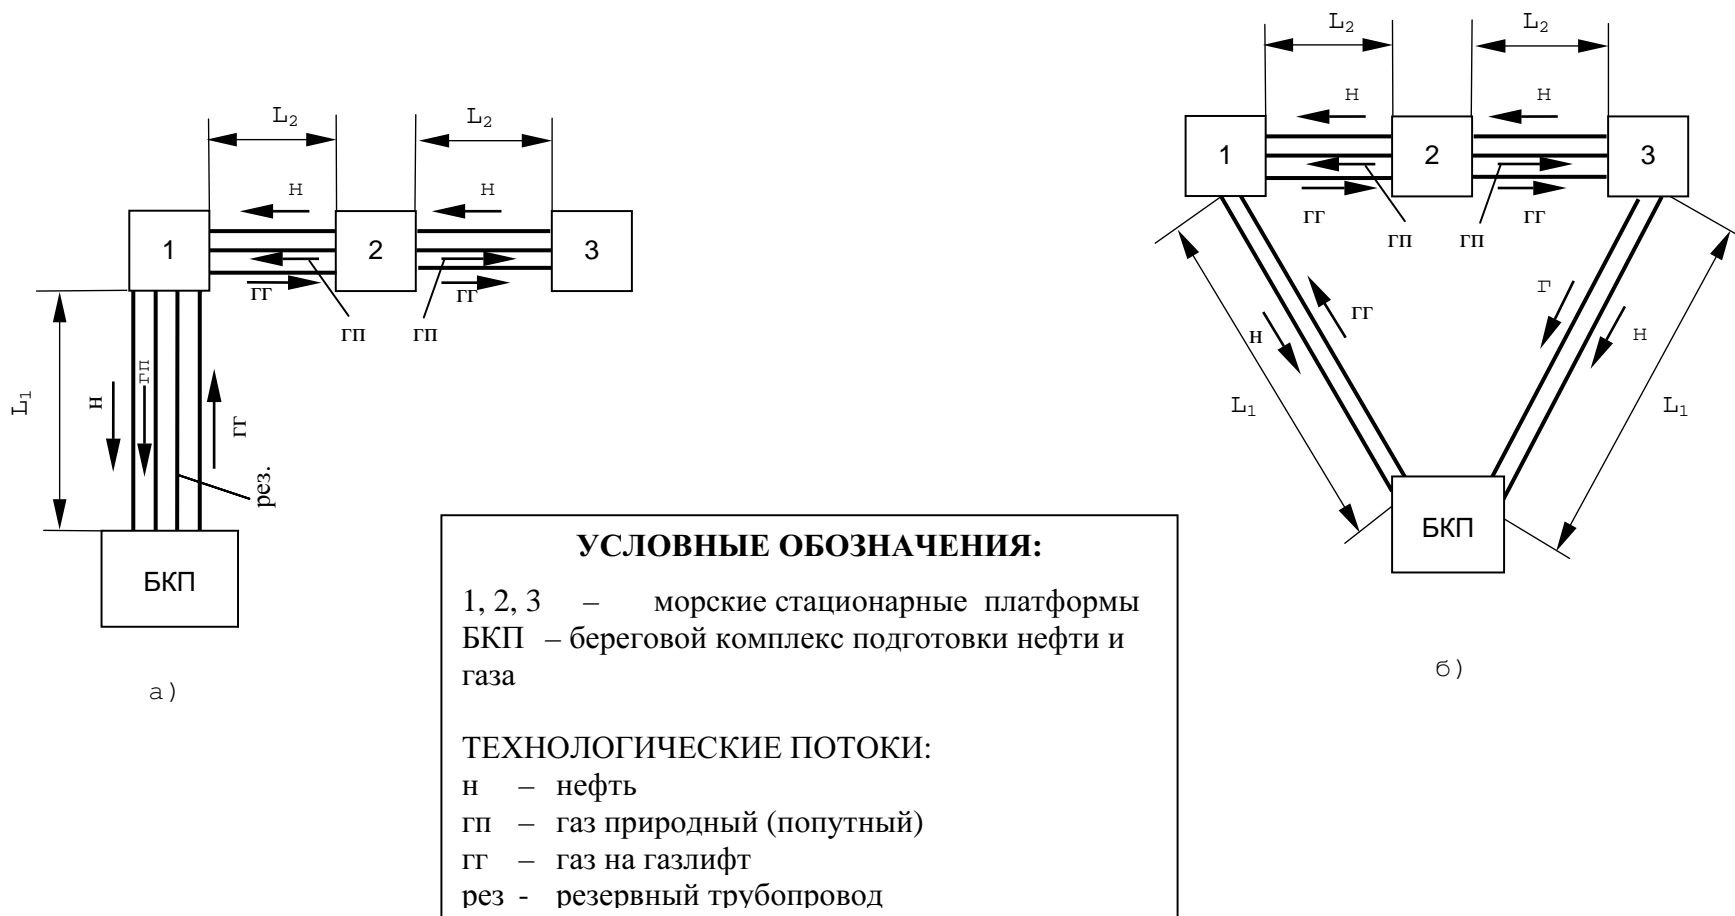 L₂ L₂
н н
1 2 3
гг гг
гп гп
L₁
н
гп
гг
рез.
БКП
а)
L₂ L₂
н н
1 2 3
гг гг
гп гп
г
гг
н н
L₁ L₁
БКП
б)
УСЛОВНЫЕ ОБОЗНАЧЕНИЯ:
1, 2, 3 – морские стационарные платформы
БКП – береговой комплекс подготовки нефти и
газа
ТЕХНОЛОГИЧЕСКИЕ ПОТОКИ:
н – нефть
гп – газ природный (попутный)
гг – газ на газлифт
рез - резервный трубопровод